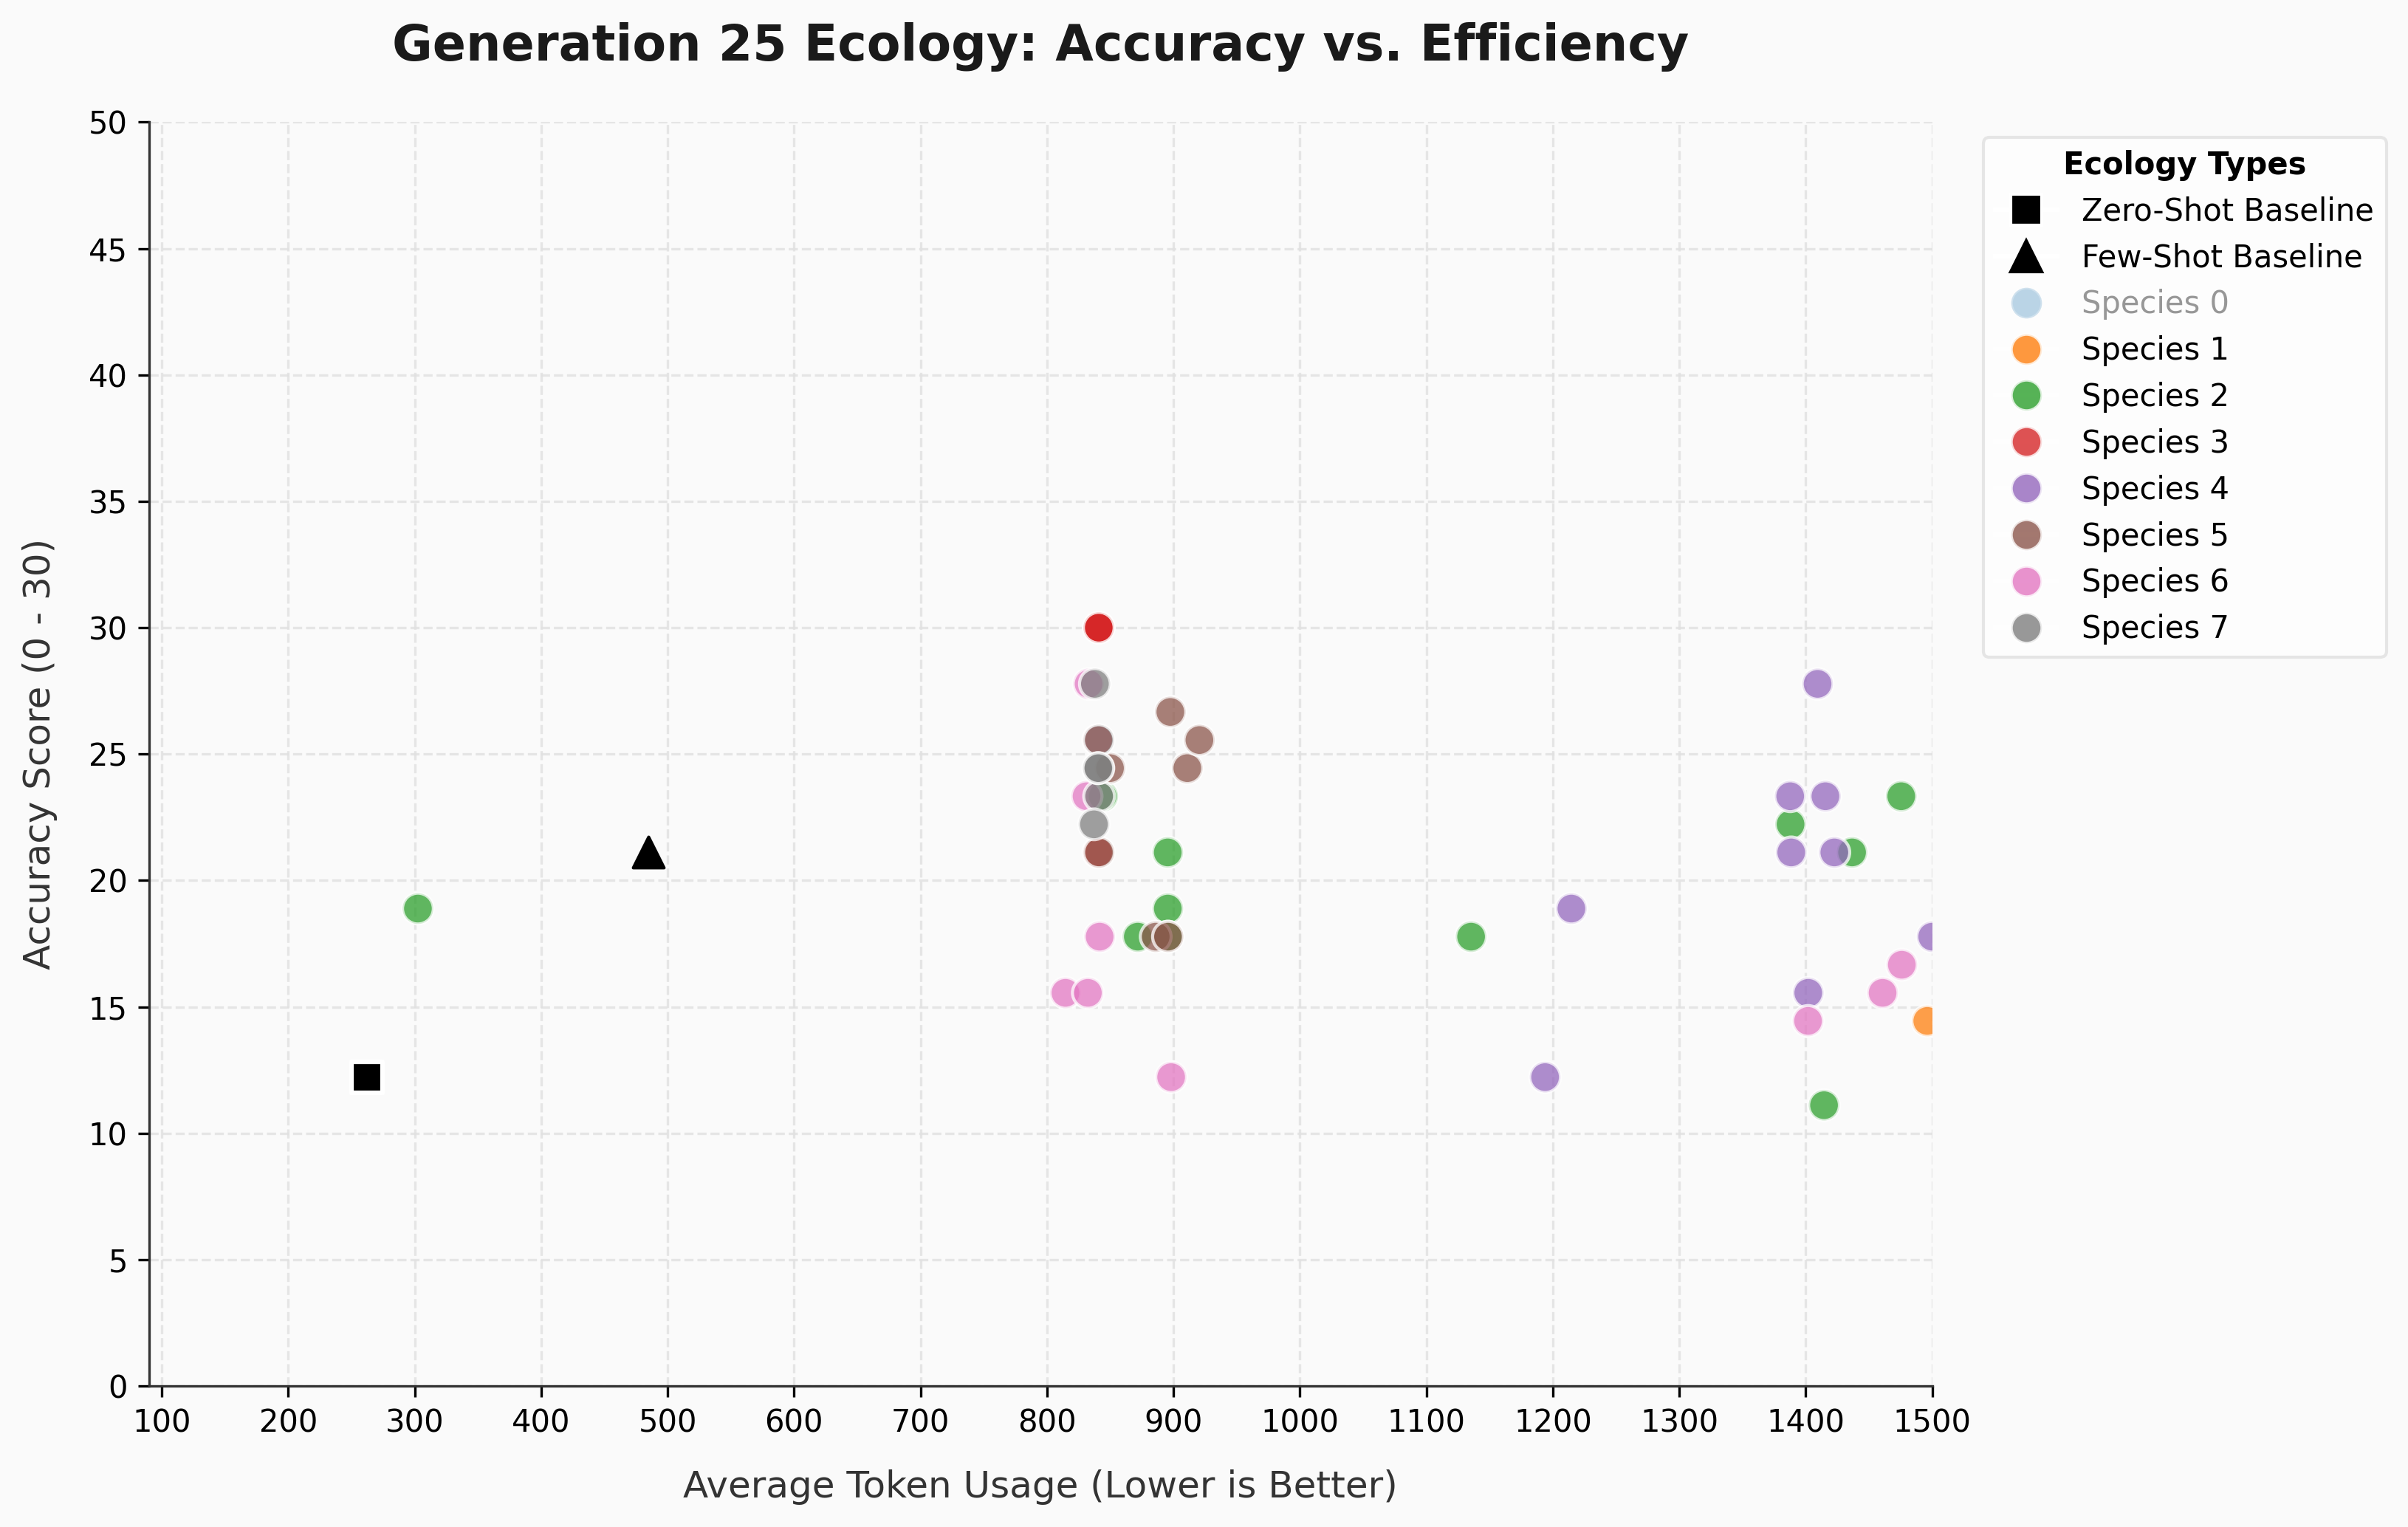 Generation 25 Ecology: Accuracy vs. Efficiency
50
45
40
35
30
25
20
15
10
5
0
Accuracy Score (0 - 30)
100 200 300 400 500 600 700 800 900 1000 1100 1200 1300 1400 1500
Average Token Usage (Lower is Better)
Ecology Types
Zero-Shot Baseline
Few-Shot Baseline
Species 0
Species 1
Species 2
Species 3
Species 4
Species 5
Species 6
Species 7